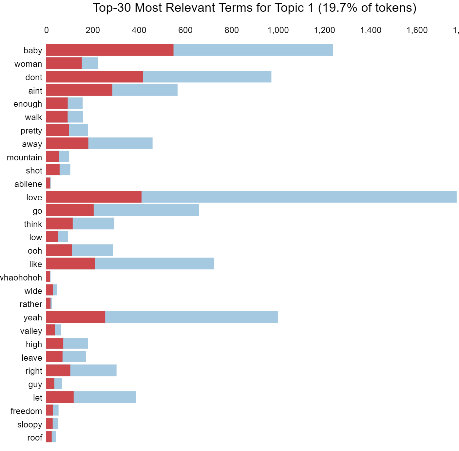 Top-30 Most Relevant Terms for Topic 1 (19.7% of tokens)
0 200 400 600 800 1,000 1,200 1,400 1,600 1,
baby
woman
dont
aint
enough
walk
pretty
away
mountain
shot
abilene
love
go
think
low
ooh
like
whaohohoh
wide
rather
yeah
valley
high
leave
right
guy
let
freedom
sloopy
roof